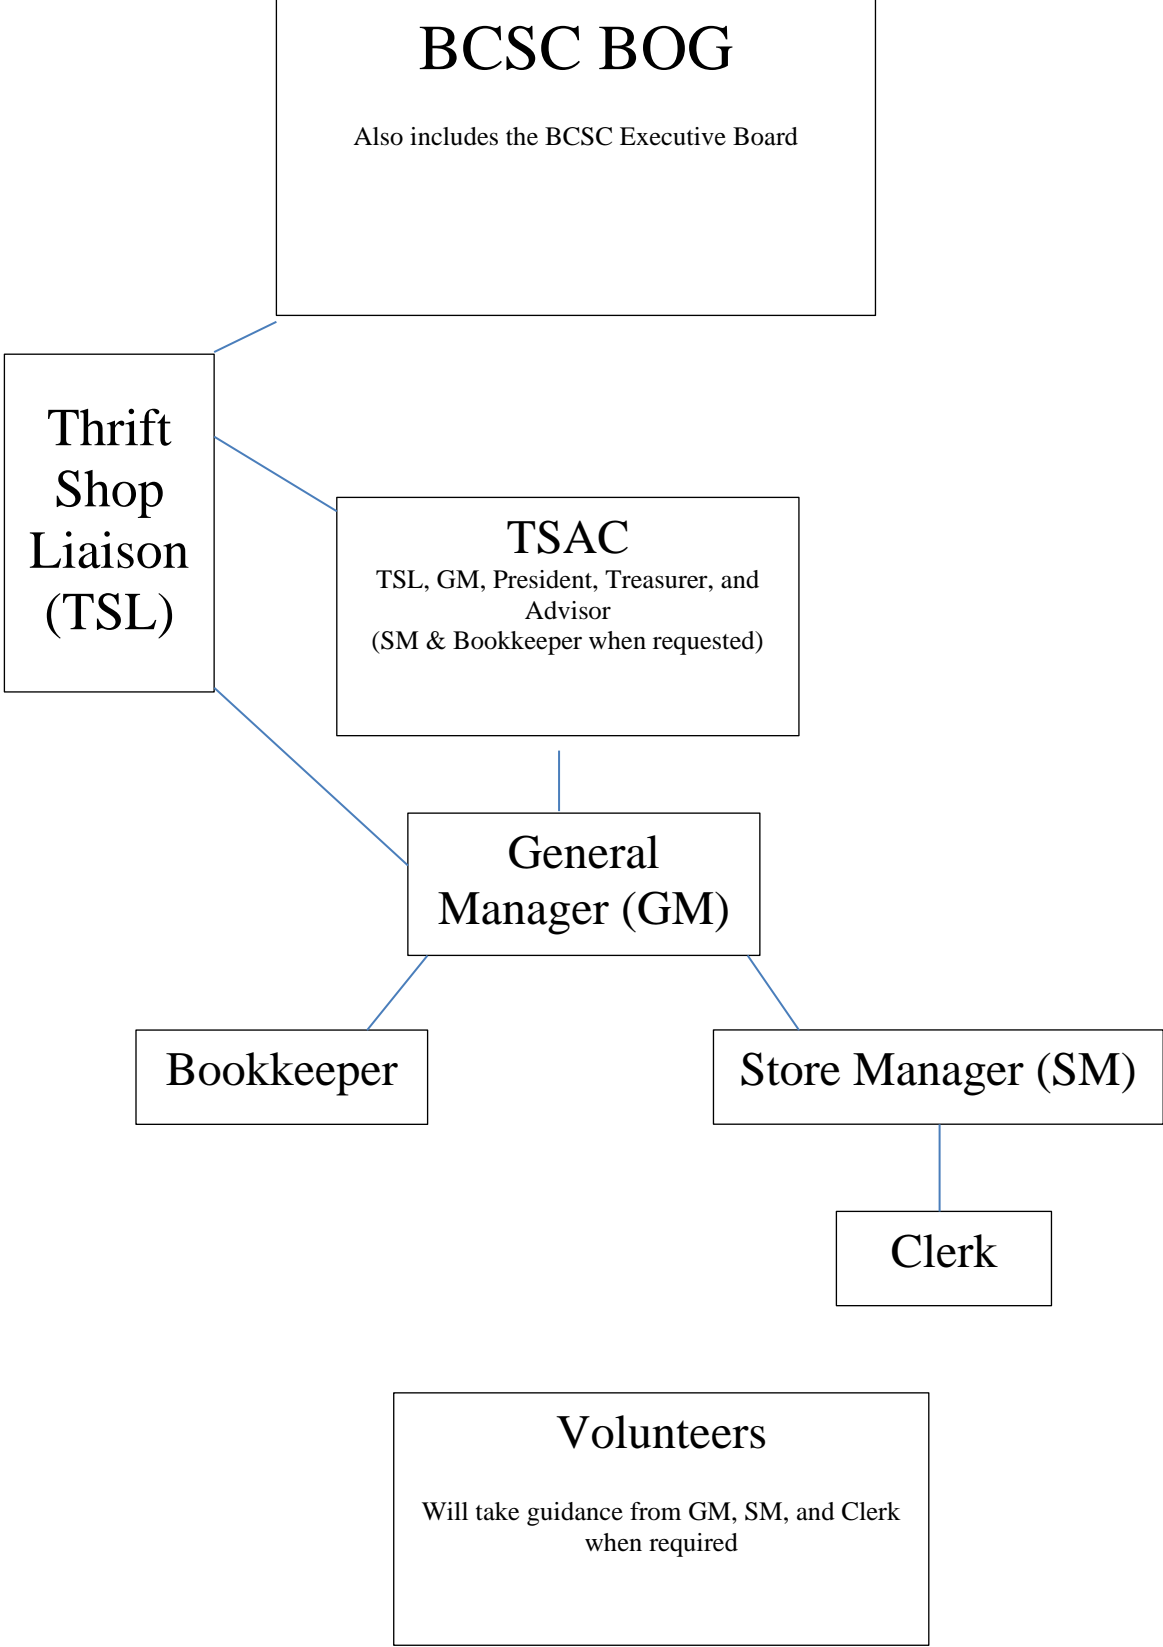 BCSC BOG
Also includes the BCSC Executive Board
Thrift
Shop
Liaison
(TSL)
TSAC
TSL, GM, President, Treasurer, and
Advisor
(SM & Bookkeeper when requested)
General
Manager (GM)
Bookkeeper
Store Manager (SM)
Clerk
Volunteers
Will take guidance from GM, SM, and Clerk
when required